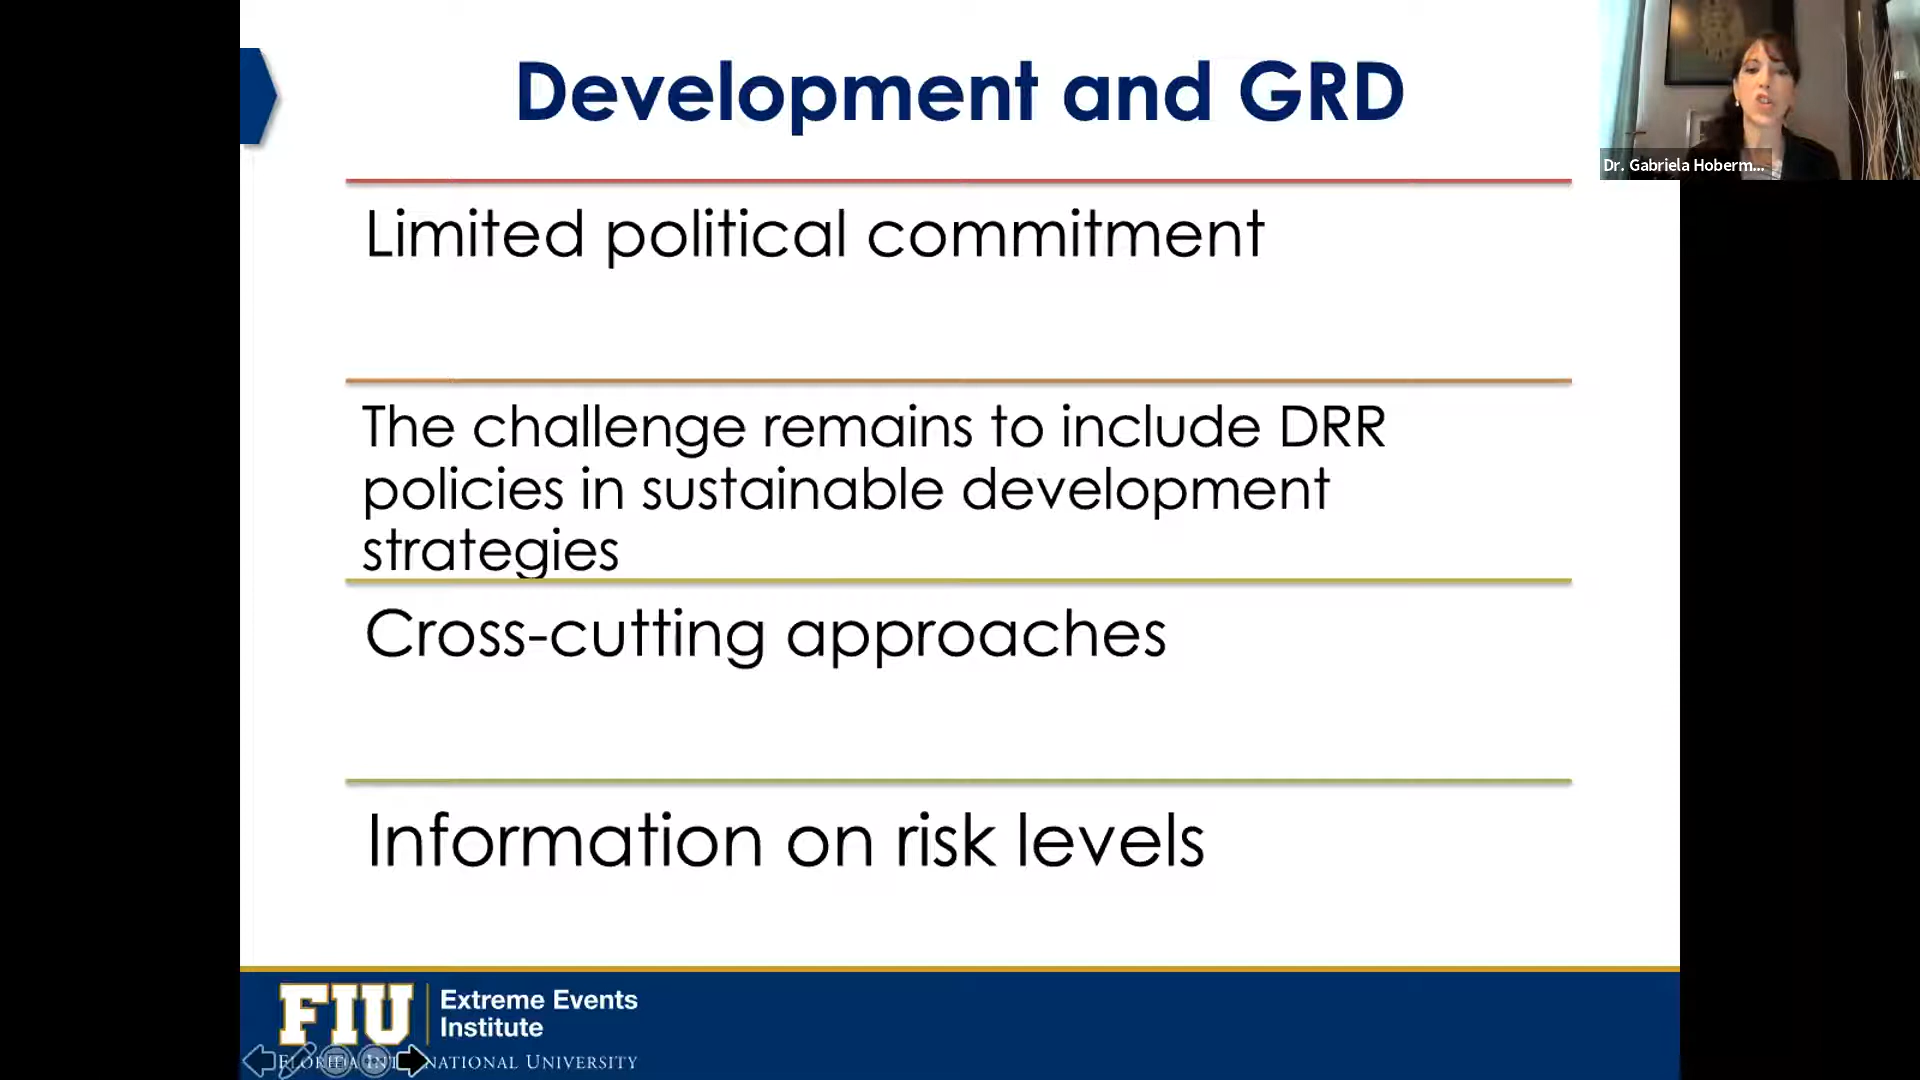 Development and GRD
Dr. Gabriela Hoberm...
Limited political commitment
The challenge remains to include DRR
policies in sustainable development
strategies
Cross-cutting approaches
Information on risk levels
FIU
Extreme Events
Institute
FLORIDA INTERNATIONAL UNIVERSITY